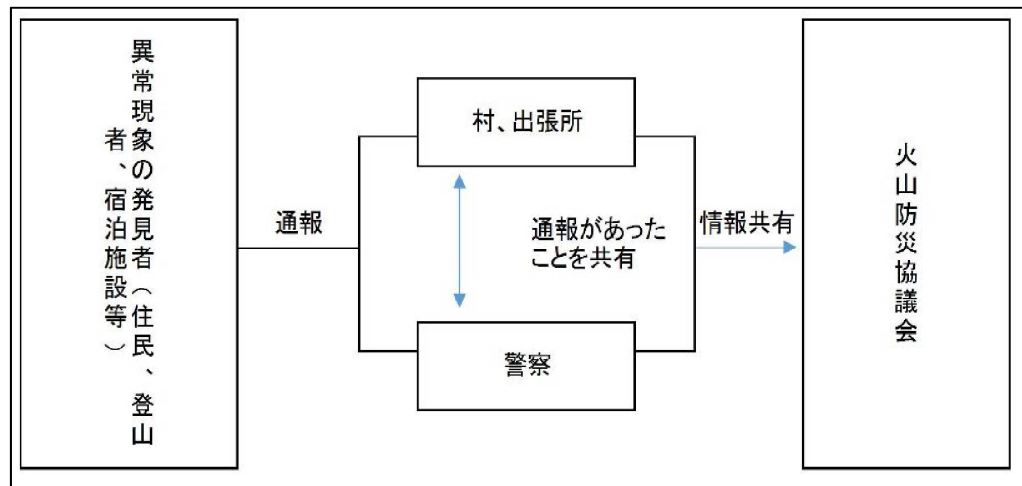 異常現象の発見者（住民、登山
者、宿泊施設等）
通報
村、出張所
通報があった
ことを共有
警察
情報共有
火山防災協議会